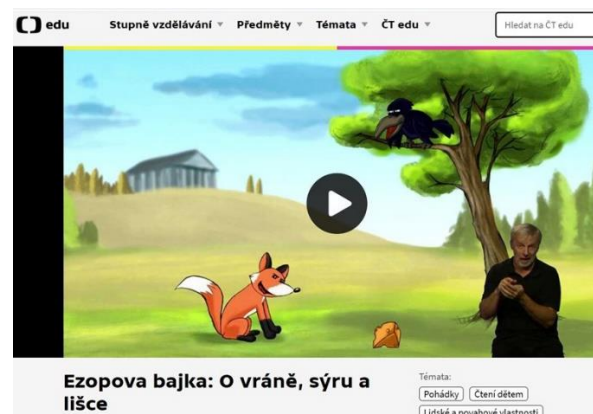 edu Stupně vzdělávání Předměty Témata ČT edu Hledat na ČT edu
Ezopova bajka: O vráně, sýru a
lišce
Témata:
Pohádky Čtení dětem
Lidské a povahové vlastnosti